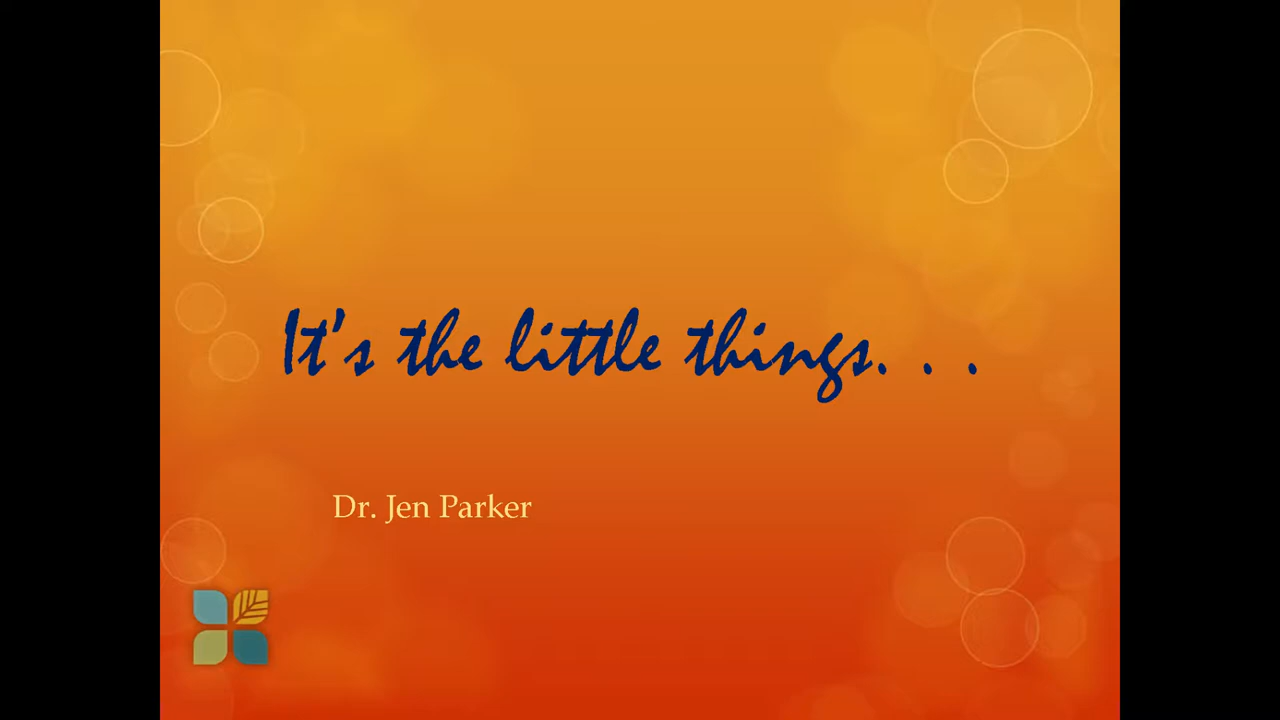 It's the little things. . .
Dr. Jen Parker